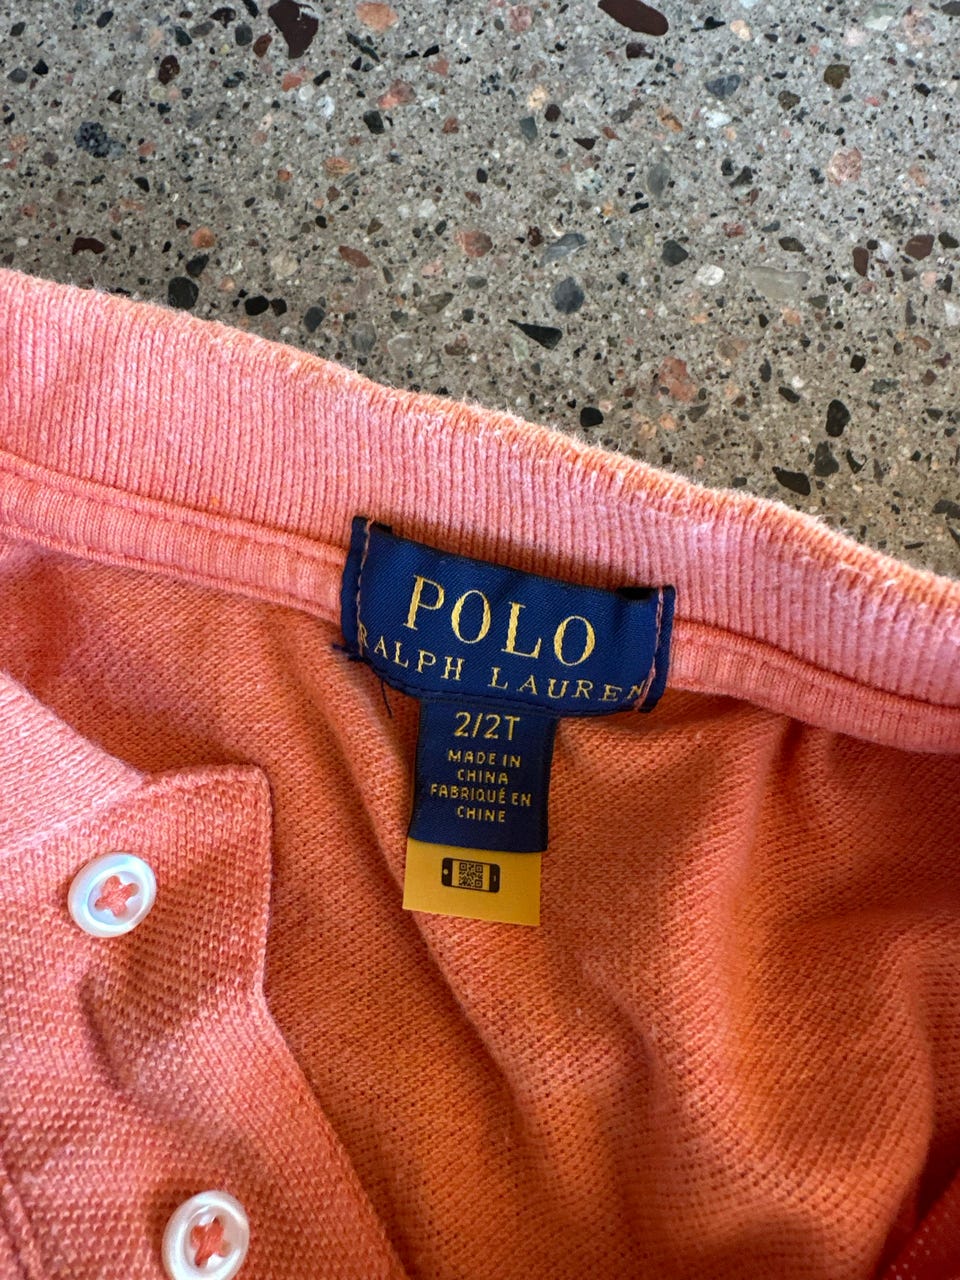 POLO
RALPH LAUREN
2/2T
MADE IN
CHINA
FABRIQUÉ EN
CHINE